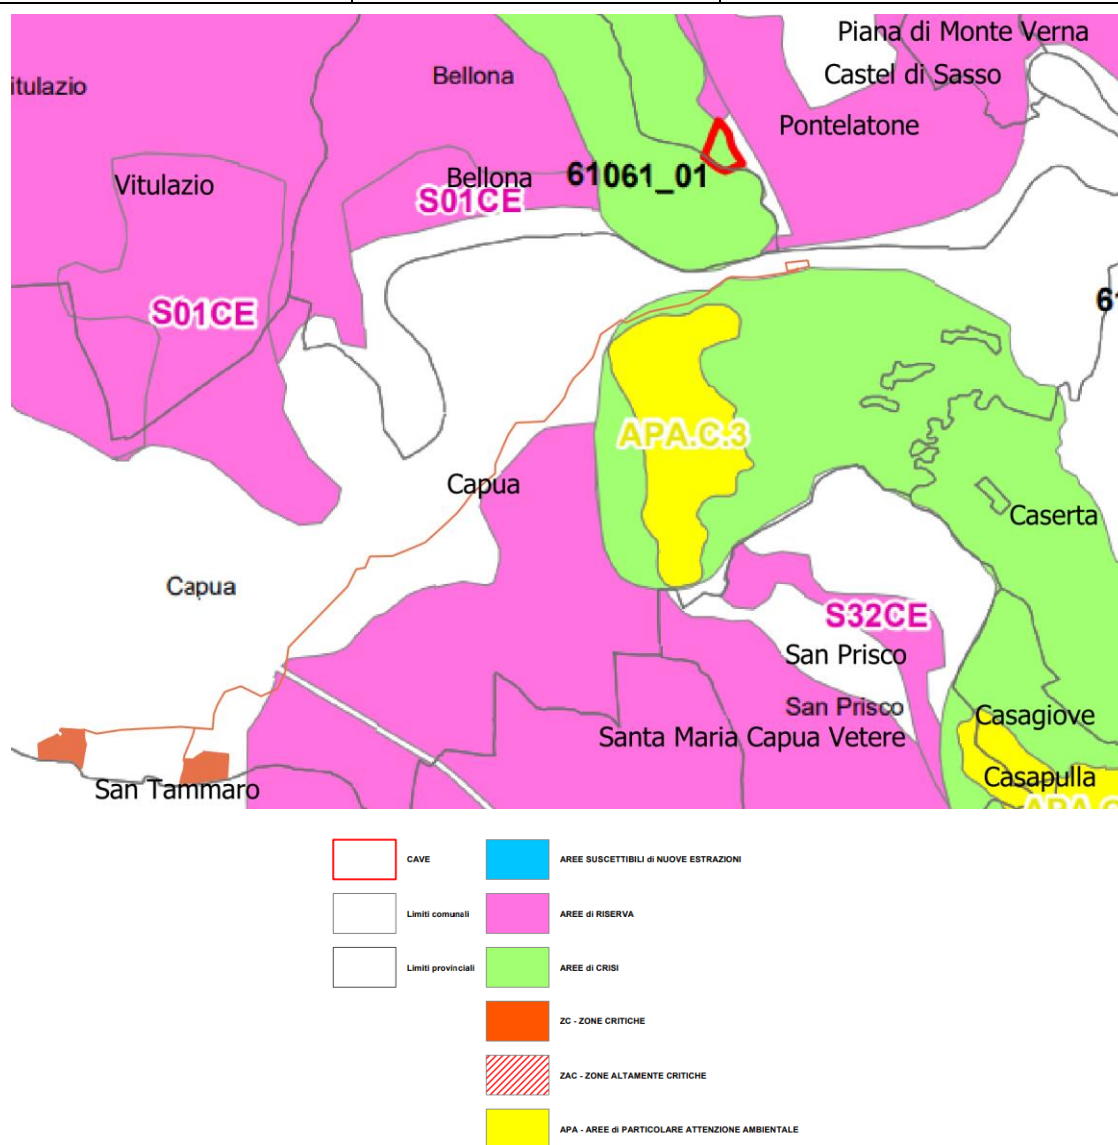 Piana di Monte Verna
Bellona
Castel di Sasso
itulazio
Pontelatone
Bellona
61061_01
Vitulazio
S01CE
S01CE
61
APA.C.3
Capua
Caserta
Capua
S32CE
San Prisco
San Prisco
Casagiove
Santa Maria Capua Vetere
Casapulla
San Tammaro
APA.C
CAVE
AREE SUSCETTIBILI di NUOVE ESTRAZIONI
Limiti comunali
AREE di RISERVA
Limiti provinciali
AREE di CRISI
ZC - ZONE CRITICHE
ZAC - ZONE ALTAMENTE CRITICHE
APA - AREE di PARTICOLARE ATTENZIONE AMBIENTALE